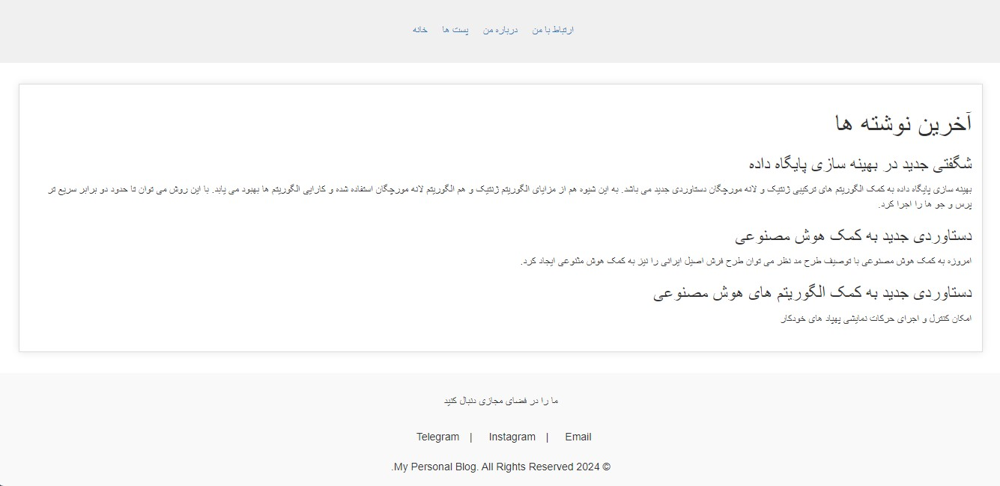 ارتباط با من درباره من پست ها خانه
آخرین نوشته ها
شگفتی جدید در بهینه سازی پایگاه داده
بهینه سازی پایگاه داده به کمک الگوریتم های ترکیبی ژنتیک و لانه مورچگان دستاوردی جدید می باشد. به این شیوه هم از مزایای الگوریتم ژنتیک و هم الگوریتم لانه مورچگان استفاده شده و کارایی الگوریتم ها بهبود می یابد. با این روش می توان تا حدود دو برابر سریع تر
پرس و جو ها را اجرا کرد.
دستاوردی جدید به کمک هوش مصنوعی
امروزه به کمک هوش مصنوعی با توصیف طرح مد نظر می توان طرح فرش اصیل ایرانی را نیز به کمک هوش مثنوعی ایجاد کرد.
دستاوردی جدید به کمک الگوریتم های هوش مصنوعی
امکان کنترل و اجرای حرکات نمایشی پهپاد های خودکار
ما را در فضای مجازی دنبال کنید
Telegram | Instagram | Email
.My Personal Blog. All Rights Reserved 2024 ©